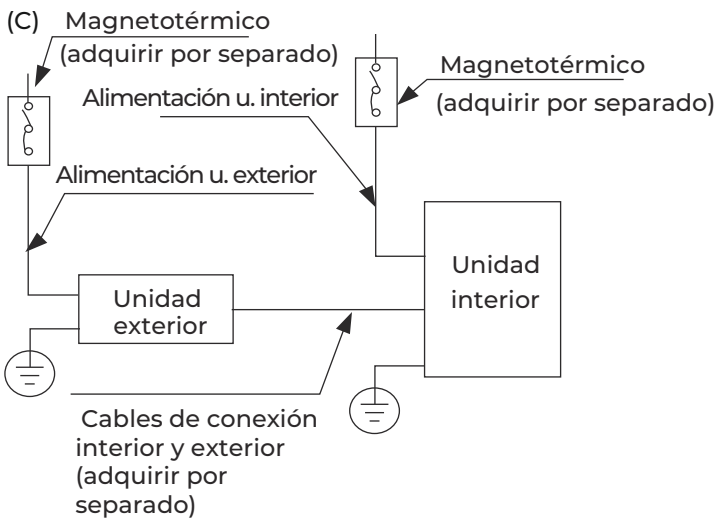 (C) Magnetotérmico
(adquirir por separado)
Magnetotérmico
(adquirir por separado)
Alimentación u. interior
Alimentación u. exterior
Unidad
exterior
Unidad
interior
Cables de conexión
interior y exterior
(adquirir por
separado)